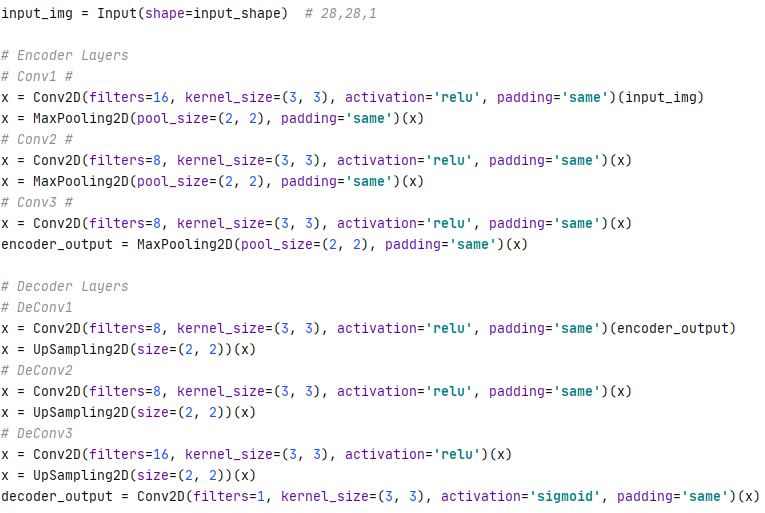 input_img = Input(shape=input_shape)  # 28,28,1
# Encoder Layers
# Conv1 #
x = Conv2D(filters=16, kernel_size=(3, 3), activation='relu', padding='same')(input_img)
x = MaxPooling2D(pool_size=(2, 2), padding='same')(x)
# Conv2 #
x = Conv2D(filters=8, kernel_size=(3, 3), activation='relu', padding='same')(x)
x = MaxPooling2D(pool_size=(2, 2), padding='same')(x)
# Conv3 #
x = Conv2D(filters=8, kernel_size=(3, 3), activation='relu', padding='same')(x)
encoder_output = MaxPooling2D(pool_size=(2, 2), padding='same')(x)
# Decoder Layers
# DeConv1
x = Conv2D(filters=8, kernel_size=(3, 3), activation='relu', padding='same')(encoder_output)
x = UpSampling2D(size=(2, 2))(x)
# DeConv2
x = Conv2D(filters=8, kernel_size=(3, 3), activation='relu', padding='same')(x)
x = UpSampling2D(size=(2, 2))(x)
# DeConv3
x = Conv2D(filters=16, kernel_size=(3, 3), activation='relu')(x)
x = UpSampling2D(size=(2, 2))(x)
decoder_output = Conv2D(filters=1, kernel_size=(3, 3), activation='sigmoid', padding='same')(x)